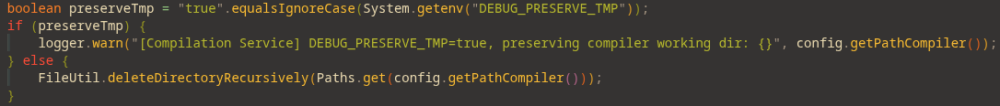 boolean preserveTmp = "true".equalsIgnoreCase(System.getenv("DEBUG_PRESERVE_TMP"));
if (preserveTmp) {
    logger.warn("[Compilation Service] DEBUG_PRESERVE_TMP=true, preserving compiler working dir: {}", config.getPathCompiler());
} else {
    FileUtil.deleteDirectoryRecursively(Paths.get(config.getPathCompiler()));
}